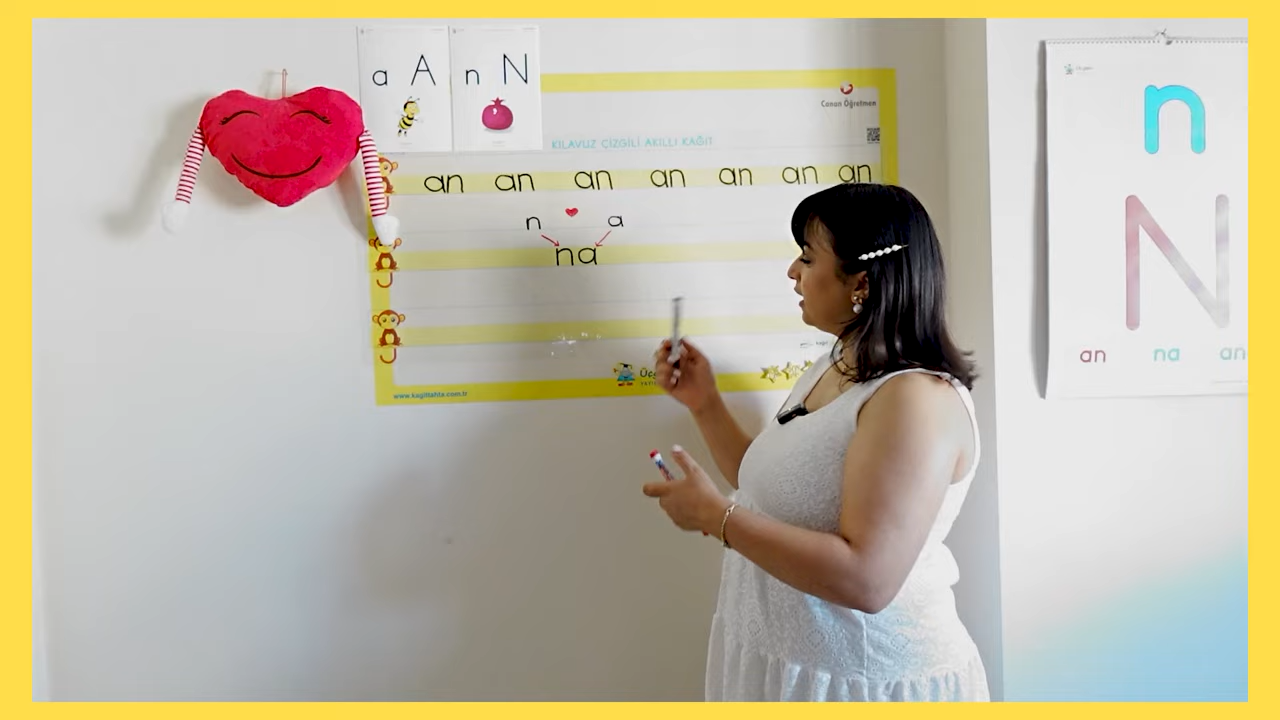 a A
n N
Canan Öğretmen
KILAVUZ ÇİZGİLİ AKILLI KAĞIT
an an an an an an an
n a
na
www.kagittahta.com.tr
n
N
an na an